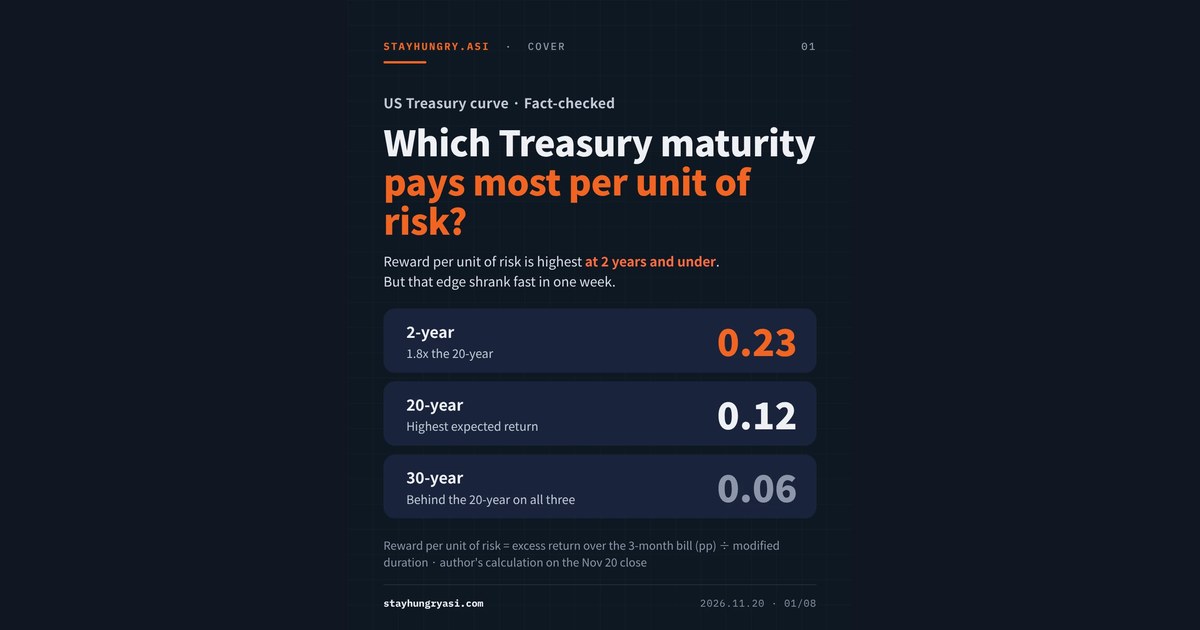 STAYHUNGRY.ASI · COVER 01
US Treasury curve · Fact-checked
Which Treasury maturity
pays most per unit of
risk?
Reward per unit of risk is highest at 2 years and under.
But that edge shrank fast in one week.
2-year
1.8x the 20-year
0.23
20-year
Highest expected return
0.12
30-year
Behind the 20-year on all three
0.06
Reward per unit of risk = excess return over the 3-month bill (pp) ÷ modified
duration · author's calculation on the Nov 20 close
stayhungryasi.com 2026.11.20 · 01/08